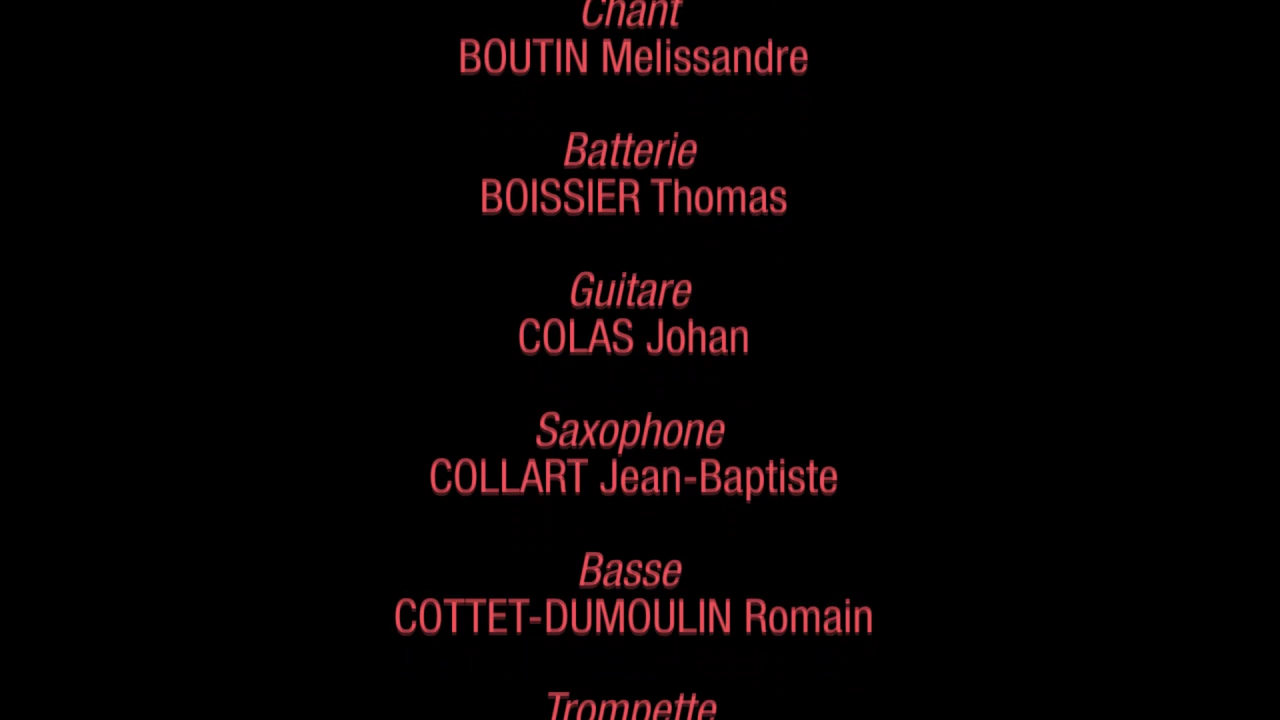 Chant
BOUTIN Melissandre
Batterie
BOISSIER Thomas
Guitare
COLAS Johan
Saxophone
COLLART Jean-Baptiste
Basse
COTTET-DUMOULIN Romain
Trompette